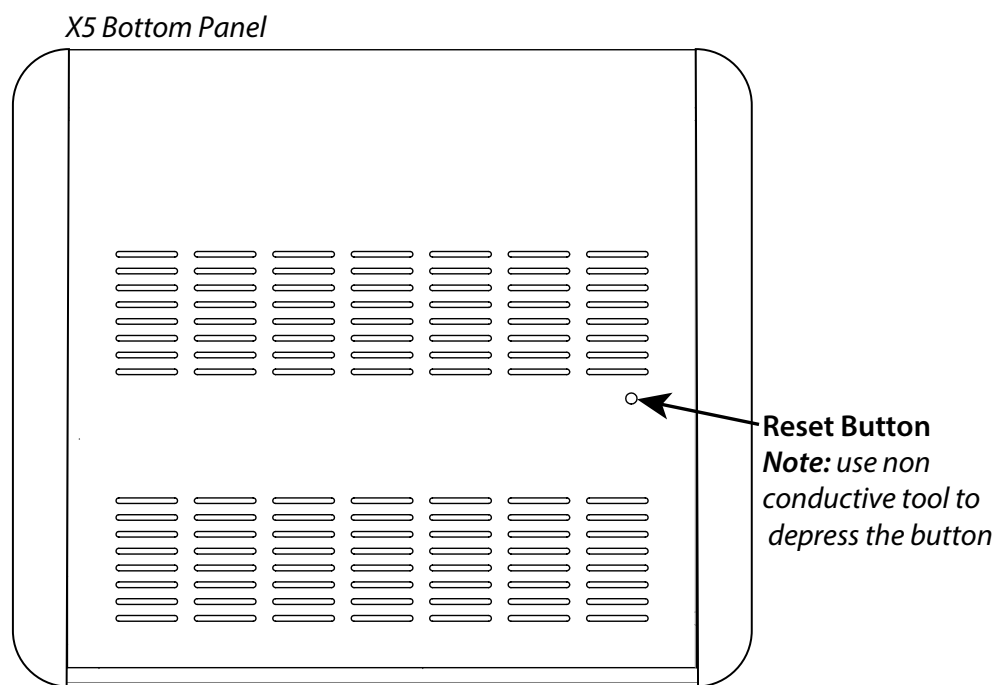 X5 Bottom Panel
Reset Button
Note: use non
conductive tool to
depress the button